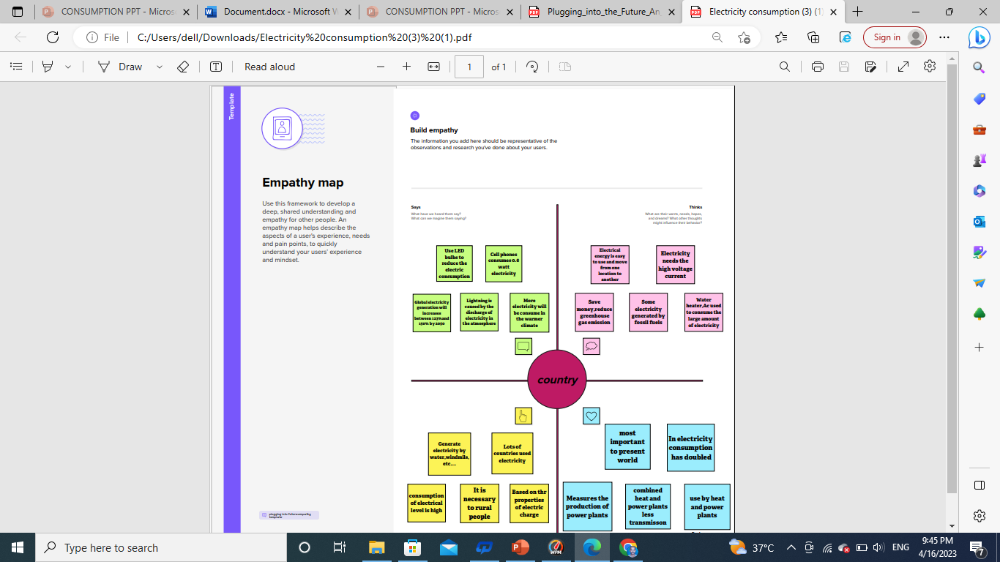 CONSUMPTION PPT - Micros
Document.docx - Microsoft W
CONSUMPTION PPT - Micros
Plugging_into_the_Future_An
Electricity consumption (3) (1)
File
C:/Users/dell/Downloads/Electricity%20consumption%20(3)%20(1).pdf
Sign in
Draw
Read aloud
1
of 1
Template
Empathy map
Use this framework to develop a
deep, shared understanding and
empathy for other people. An
empathy map helps describe the
aspects of a user's experience, needs
and pain points, to quickly
understand your users' experience
and mindset.
plugging into future empathy
template
Build empathy
The information you add here should be representative of the
observations and research you've done about your users.
Says
What have we heard them say?
What can we imagine them saying?
Thinks
What are their wants, needs, hopes,
and dreams? What other thoughts
might influence their behavior?
Use LED
bulbs to
reduce the
electric
consumption
Cell phones
consumes 0.6
watt
electricity
Electrical
energy is easy
to use and move
from one
location to
another
Electricity
needs the
high voltage
current
Global electricity
generation will
increases
between 123%and
150% by 2050
Lightning is
caused by the
discharge of
electricity in
the atmosphere
More
electricity will
be consume in
the warmer
climate
Save
money,reduce
greenhouse
gas emission
Some
electricity
generated by
fossil fuels
Water
heater,Ac used
to consume the
large amount
of electricity
country
Generate
electricity by
water,windmils,
etc....
Lots of
countries used
electricity
most
important
to present
world
In electricity
consumption
has doubled
consumption
of electrical
level is high
It is
necessary
to rural
people
Based on thr
properties
of electric
charge
Measures the
production of
power plants
combined
heat and
power plants
less
transmisson
use by heat
and power
plants
Type here to search
37°C
ENG
9:45 PM
4/16/2023
7